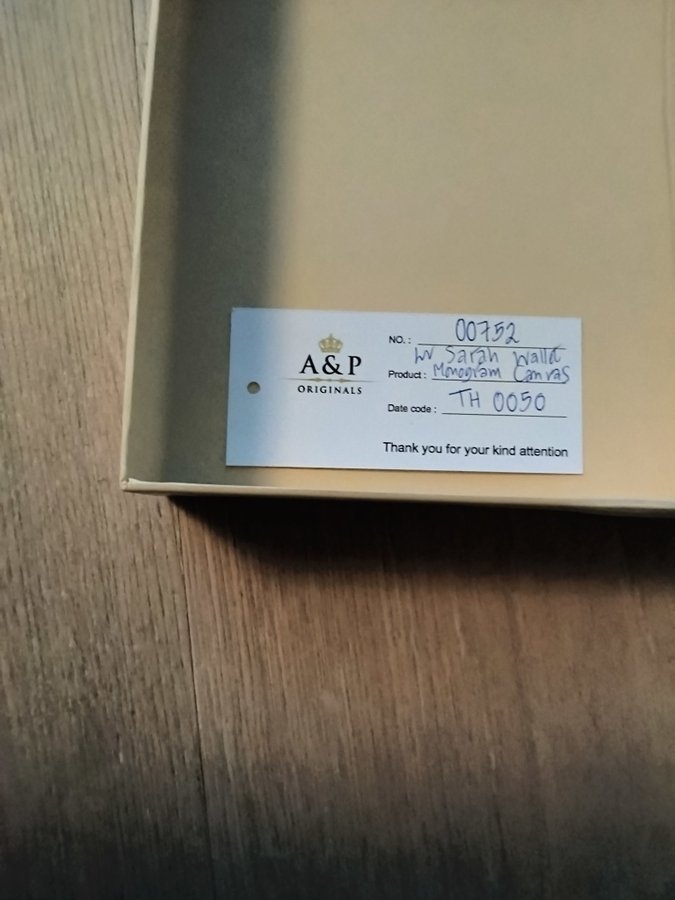 A & P
ORIGINALS
NO. : 00752
LV Sarah Wallet
Product : Monogram Canvas
Date code : TH 0050
Thank you for your kind attention